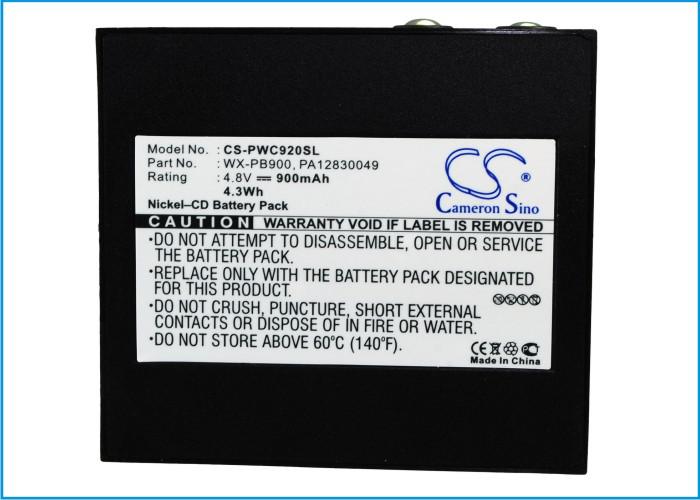 Model No. : CS-PWC920SL
Part No. : WX-PB900, PA12830049
Rating : 4.8V 900mAh
4.3Wh
Nickel–CD Battery Pack
CS ®
Cameron Sino
CAUTION WARRANTY VOID IF LABEL IS REMOVED
•DO NOT ATTEMPT TO DISASSEMBLE, OPEN OR SERVICE
THE BATTERY PACK.
•REPLACE ONLY WITH THE BATTERY PACK DESIGNED
FOR THIS PRODUCT.
•DO NOT CRUSH, PUNCTURE, SHORT EXTERNAL
CONTACTS OR DISPOSE OF IN FIRE OR WATER.
•DO NOT STORE ABOVE 60°C (140°F)
CE
Made In China